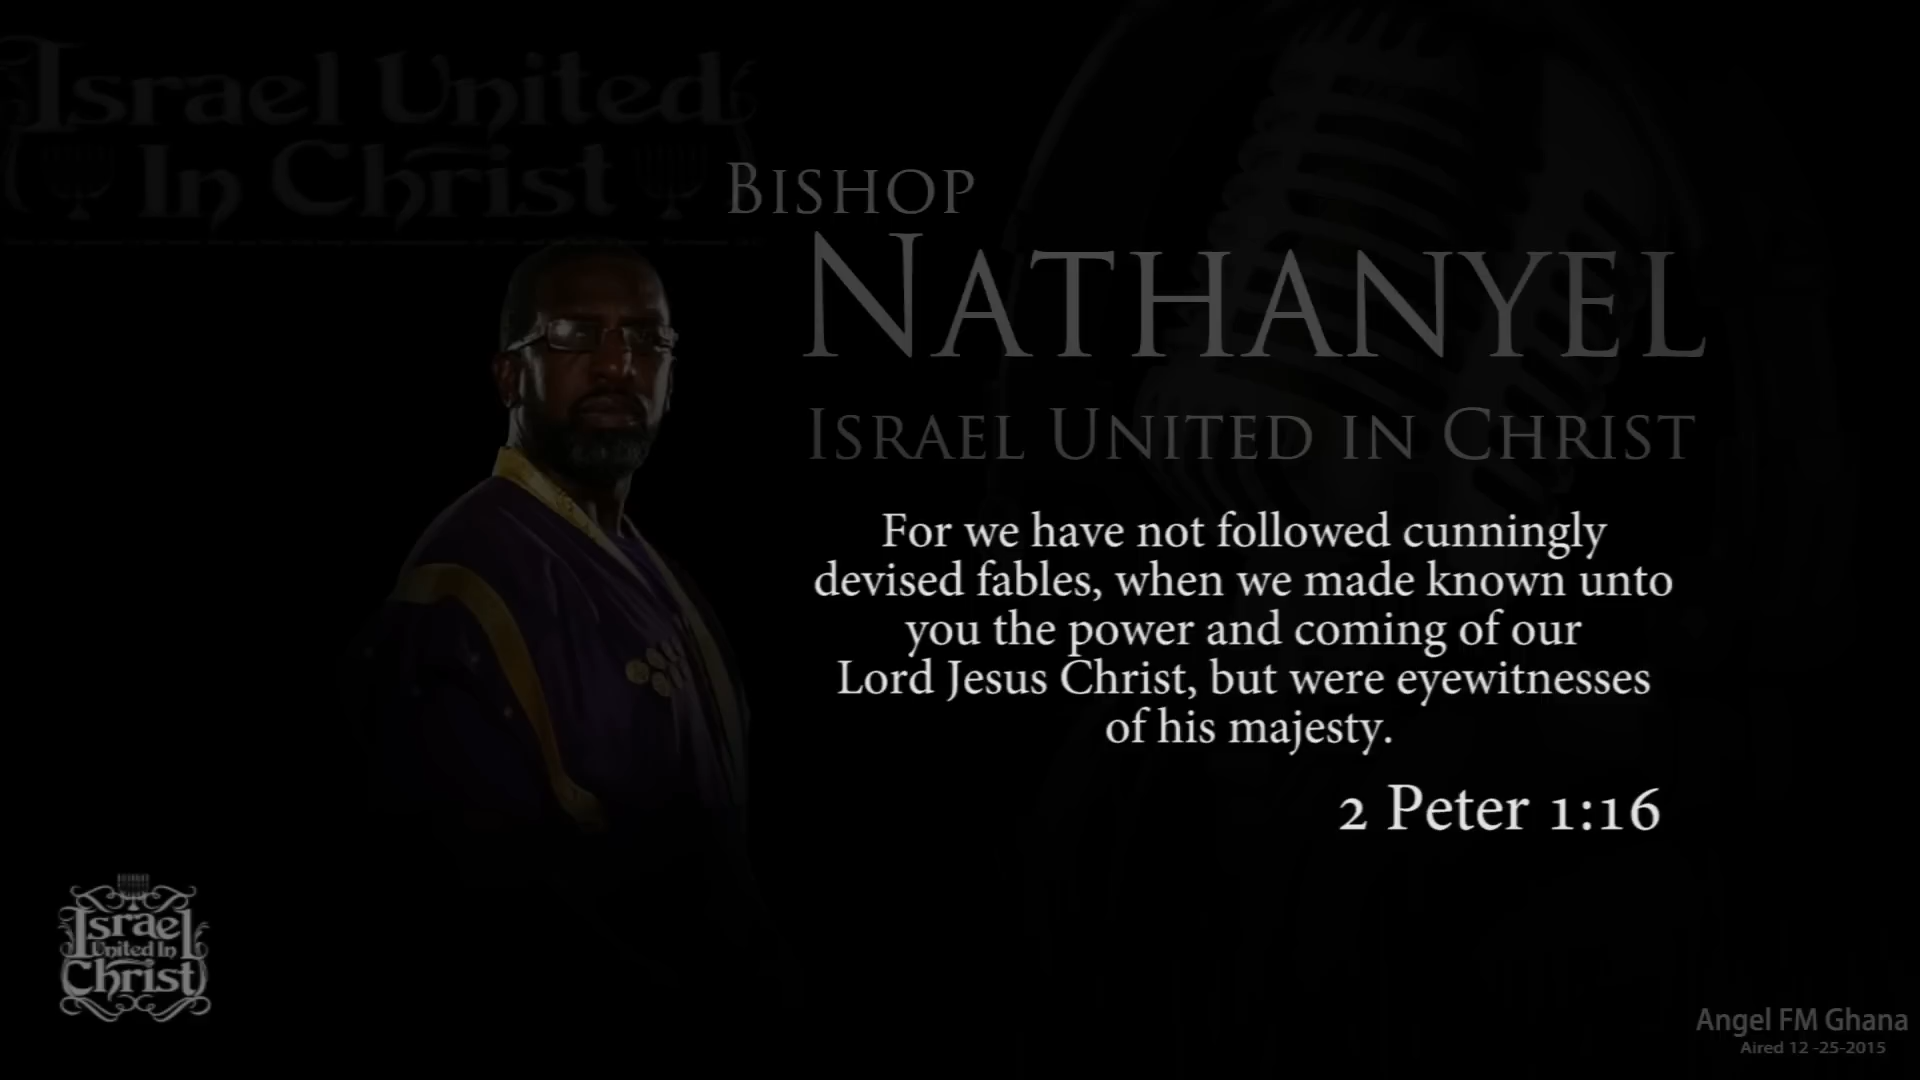 Israel United
In Christ
BISHOP
NATHANYEL
ISRAEL UNITED IN CHRIST
For we have not followed cunningly
devised fables, when we made known unto
you the power and coming of our
Lord Jesus Christ, but were eyewitnesses
of his majesty.
2 Peter 1:16
Israel
United In
Christ
Angel FM Ghana
Aired 12 -25-2015